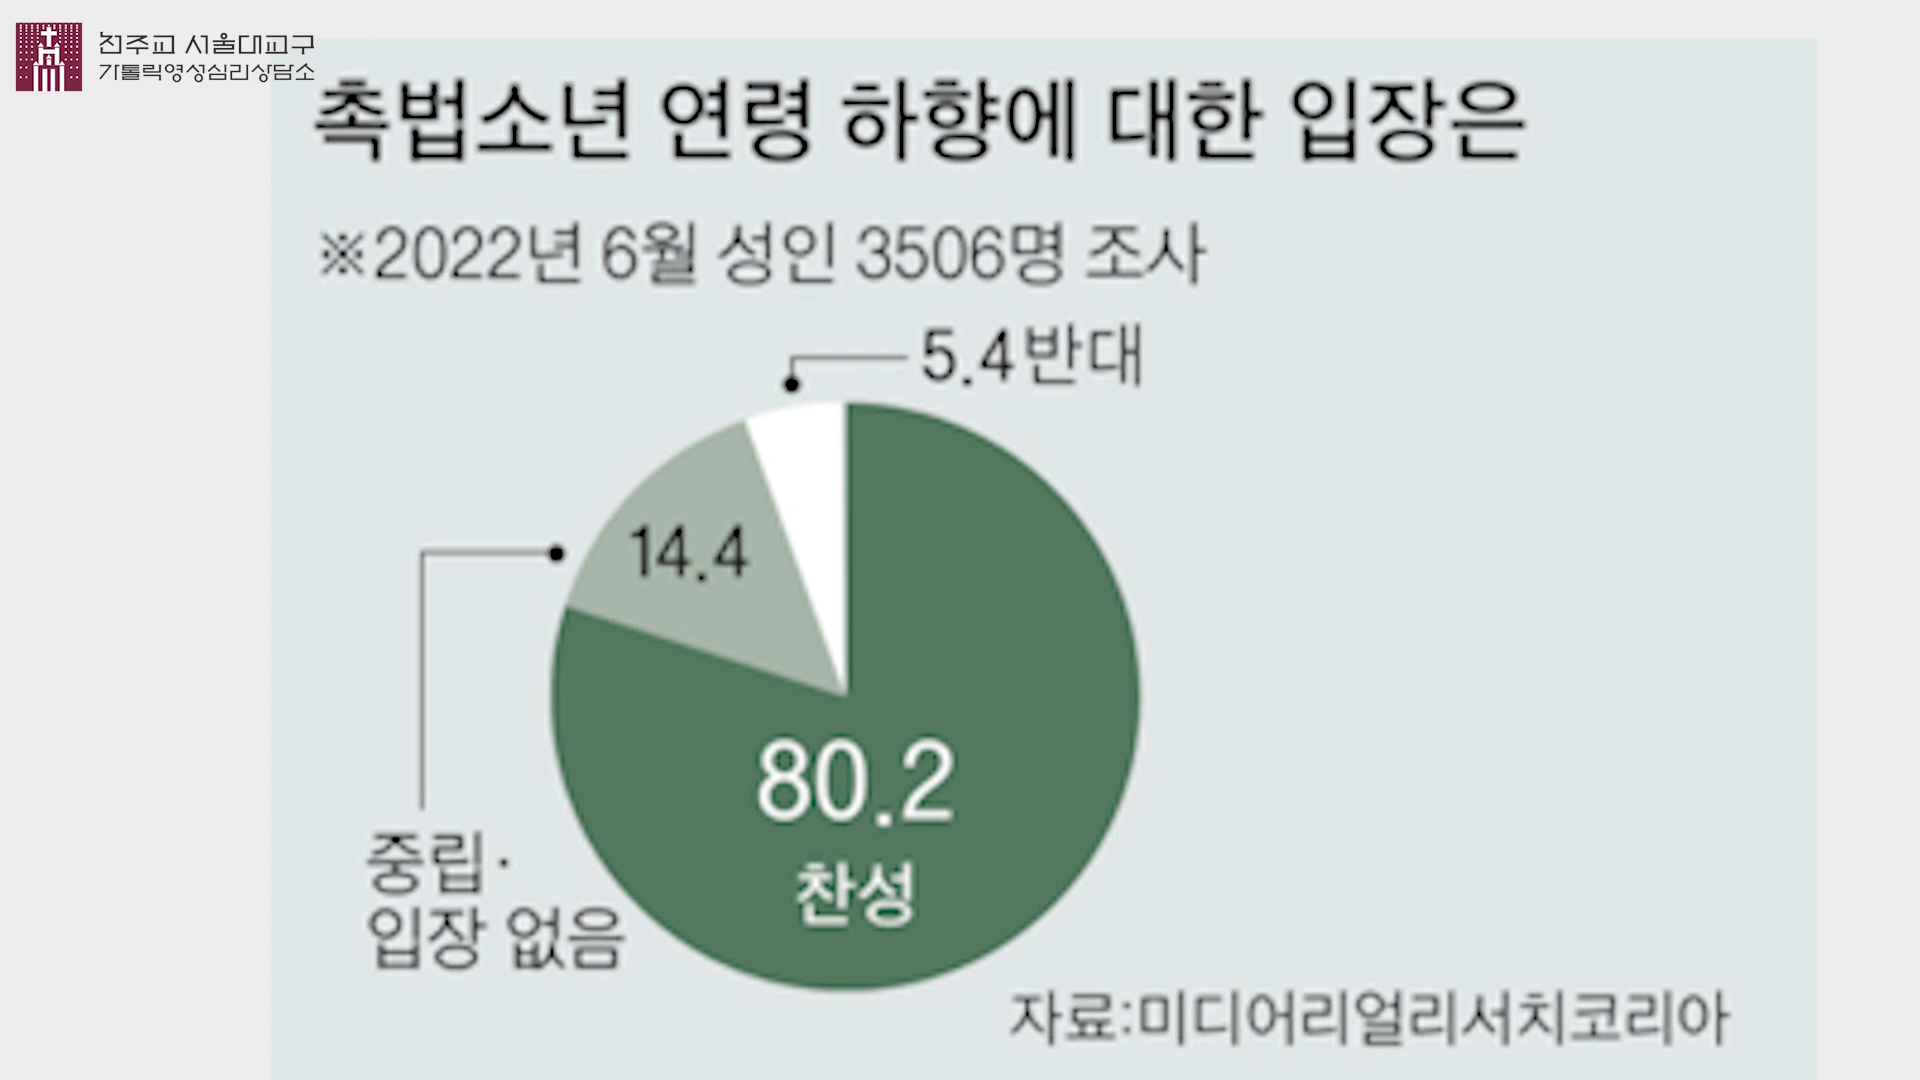 천주교 서울대교구
가톨릭영성심리상담소
촉법소년 연령 하향에 대한 입장은
※2022년 6월 성인 3506명 조사
5.4 반대
14.4
80.2
찬성
중립·
입장 없음
자료:미디어리얼리서치코리아